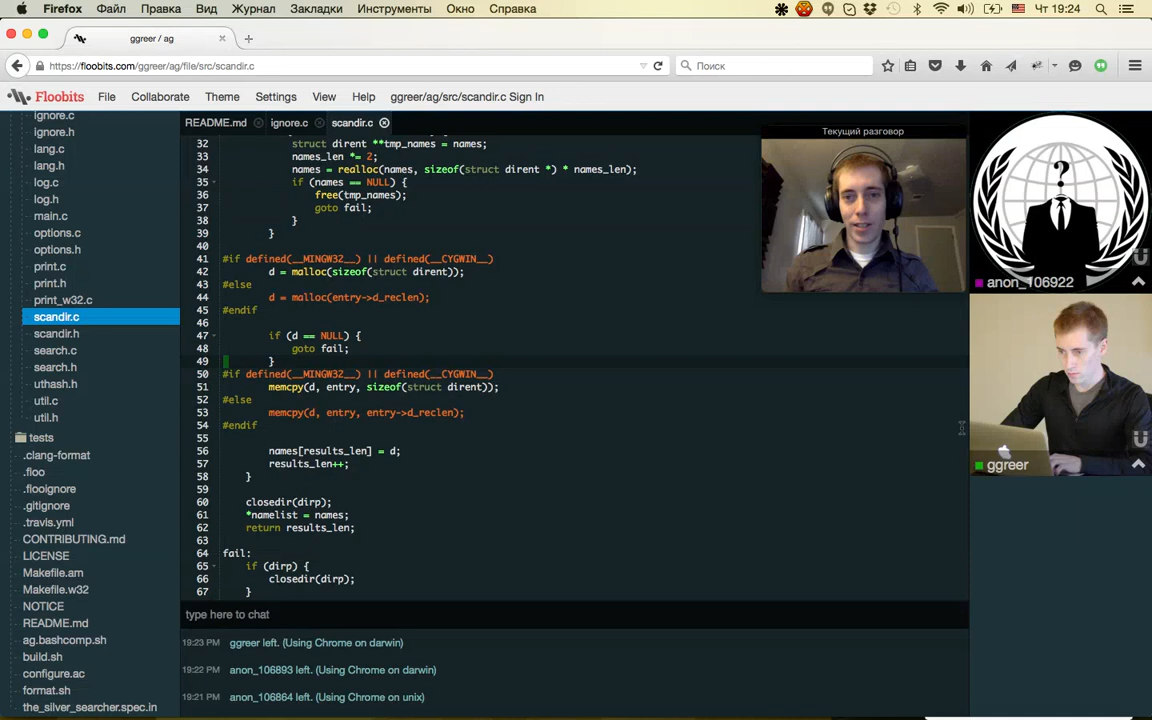 Firefox Файл Правка Вид Журнал Закладки Инструменты Окно Справка Чт 19:24
ggreer / ag
https://floobits.com/ggreer/ag/file/src/scandir.c Поиск
Floobits File Collaborate Theme Settings View Help ggreer/ag/src/scandir.c Sign In
ignore.c
ignore.h
lang.c
lang.h
log.c
log.h
main.c
options.c
options.h
print.c
print.h
print_w32.c
scandir.c
scandir.h
search.c
search.h
uthash.h
util.c
util.h
tests
.clang-format
.floo
.flooignore
.gitignore
.travis.yml
CONTRIBUTING.md
LICENSE
Makefile.am
Makefile.w32
NOTICE
README.md
ag.bashcomp.sh
build.sh
configure.ac
format.sh
the_silver_searcher.spec.in
README.md ignore.c scandir.c
32 struct dirent **tmp_names = names;
33 names_len *= 2;
34 names = realloc(names, sizeof(struct dirent *) * names_len);
35 if (names == NULL) {
36 free(tmp_names);
37 goto fail;
38 }
39 }
40
41 #if defined(__MINGW32__) || defined(__CYGWIN__)
42 d = malloc(sizeof(struct dirent));
43 #else
44 d = malloc(entry->d_reclen);
45 #endif
46
47 if (d == NULL) {
48 goto fail;
49 }
50 #if defined(__MINGW32__) || defined(__CYGWIN__)
51 memcpy(d, entry, sizeof(struct dirent));
52 #else
53 memcpy(d, entry, entry->d_reclen);
54 #endif
55
56 names[results_len] = d;
57 results_len++;
58 }
59
60 closedir(dirp);
61 *namelist = names;
62 return results_len;
63
64 fail:
65 if (dirp) {
66 closedir(dirp);
67 }
Текущий разговор
?
anon_106922
ggreer
type here to chat
19:23 PM ggreer left. (Using Chrome on darwin)
19:22 PM anon_106893 left. (Using Chrome on darwin)
19:21 PM anon_106864 left. (Using Chrome on unix)